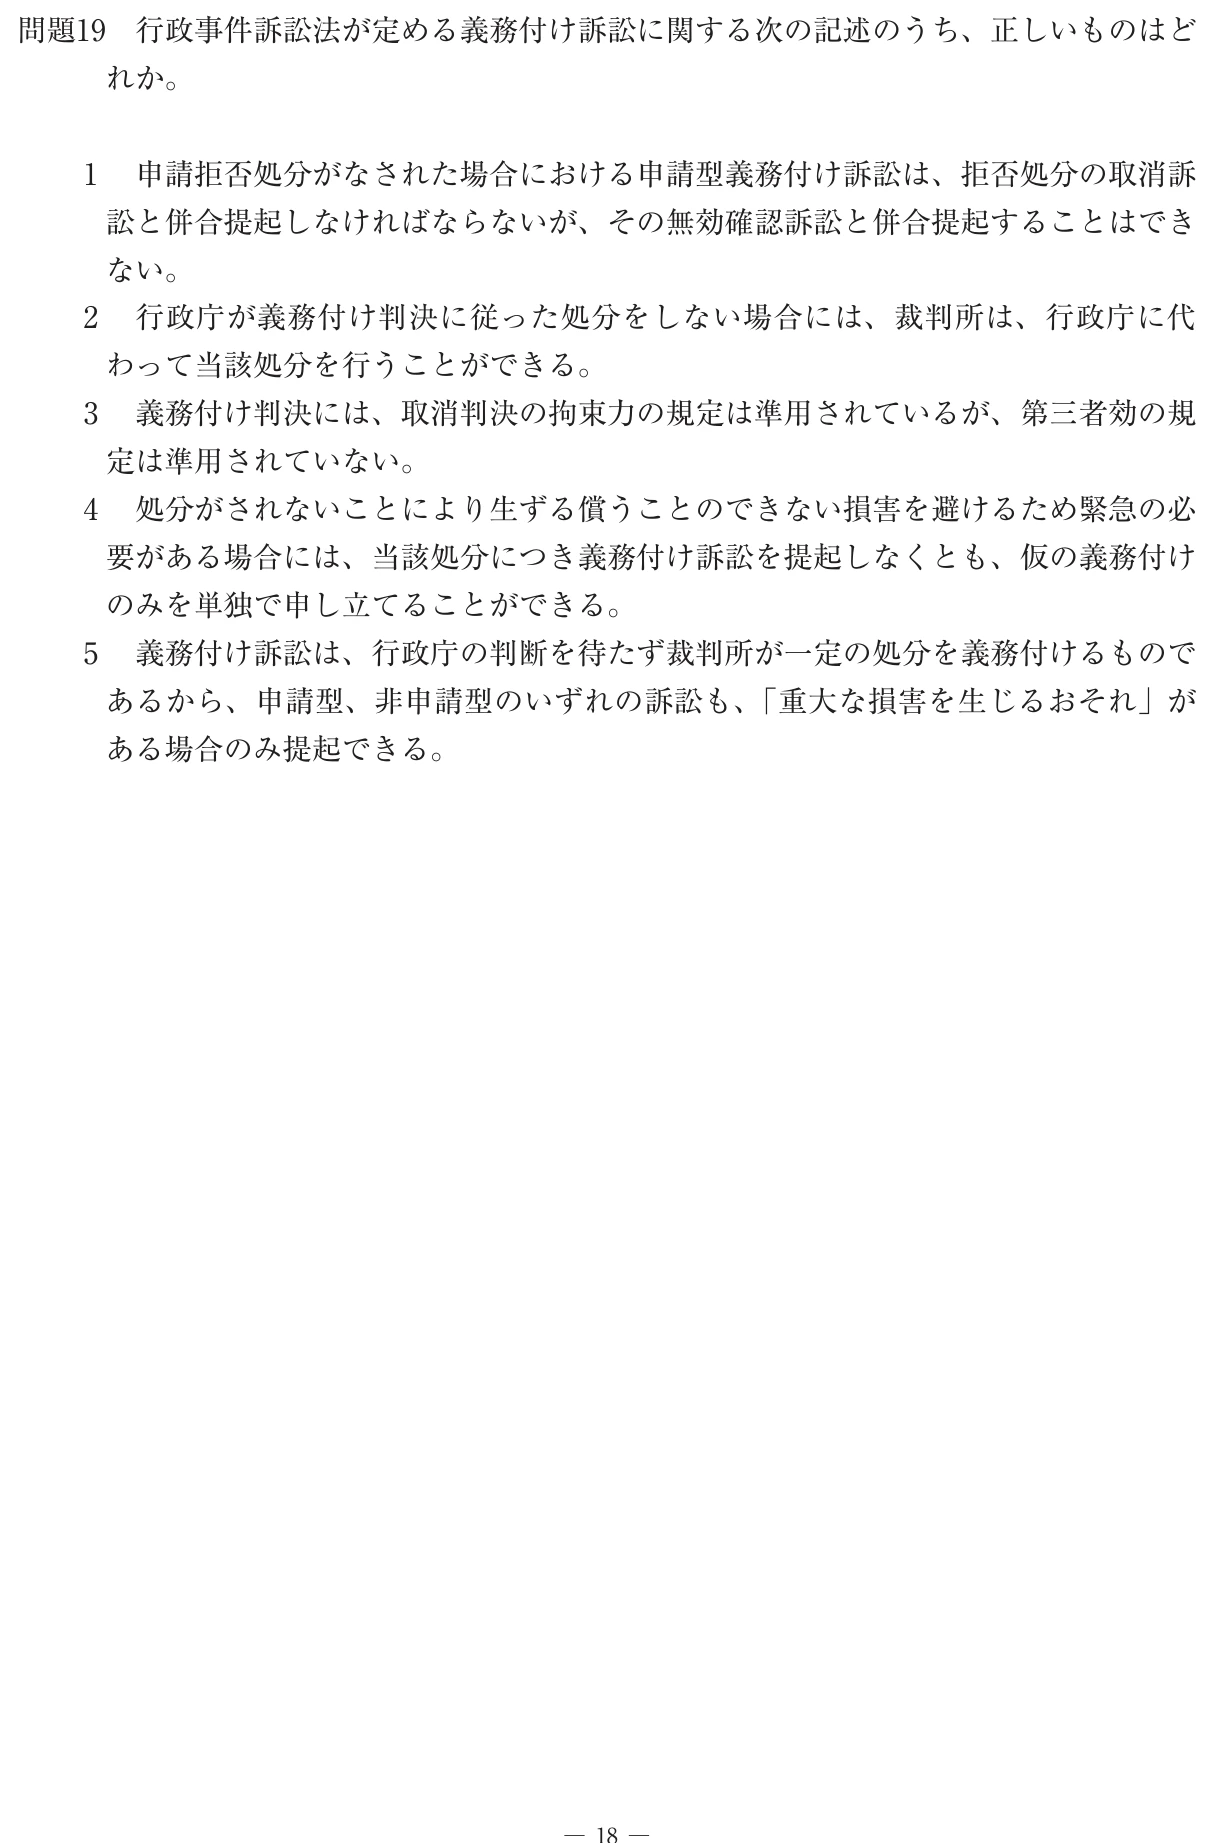 問題19　行政事件訴訟法が定める義務付け訴訟に関する次の記述のうち、正しいものはど
れか。
1　申請拒否処分がなされた場合における申請型義務付け訴訟は、拒否処分の取消訴
訟と併合提起しなければならないが、その無効確認訴訟と併合提起することはでき
ない。
2　行政庁が義務付け判決に従った処分をしない場合には、裁判所は、行政庁に代
わって当該処分を行うことができる。
3　義務付け判決には、取消判決の拘束力の規定は準用されているが、第三者効の規
定は準用されていない。
4　処分がされないことにより生ずる償うことのできない損害を避けるため緊急の必
要がある場合には、当該処分につき義務付け訴訟を提起しなくとも、仮の義務付け
のみを単独で申し立てることができる。
5　義務付け訴訟は、行政庁の判断を待たず裁判所が一定の処分を義務付けるもので
あるから、申請型、非申請型のいずれの訴訟も、「重大な損害を生じるおそれ」が
ある場合のみ提起できる。
― 18 ―